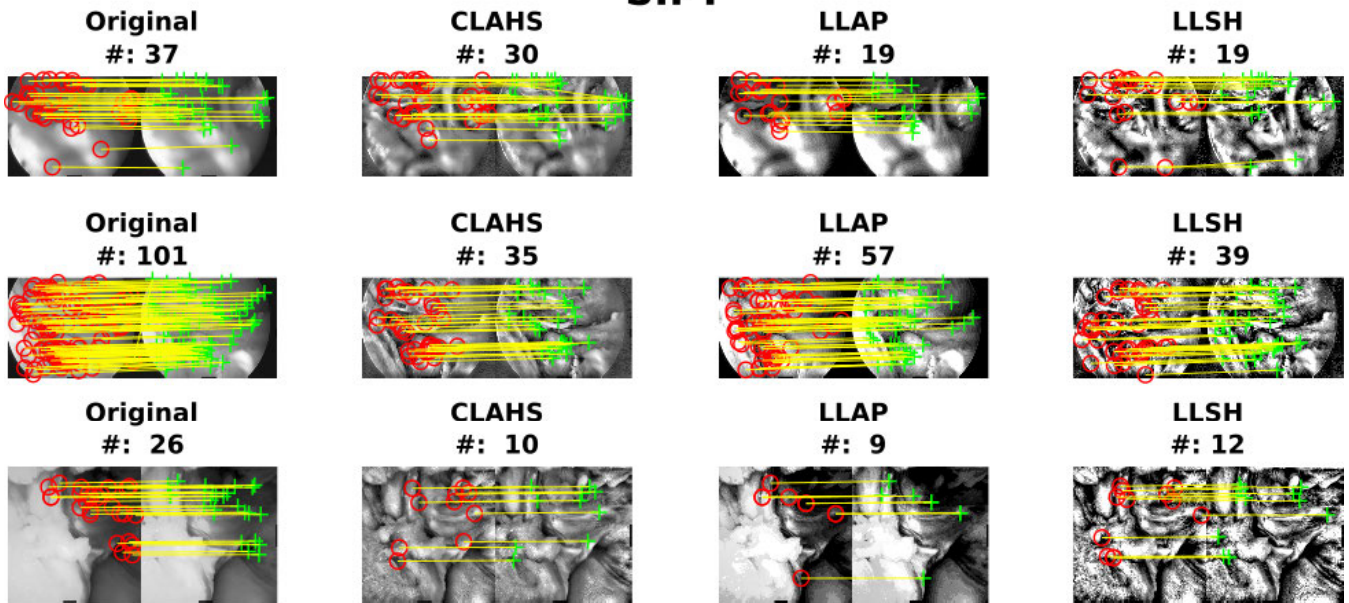 Original CLAHS LLAP LLSH
#: 37 #: 30 #: 19 #: 19
Original CLAHS LLAP LLSH
#: 101 #: 35 #: 57 #: 39
Original CLAHS LLAP LLSH
#: 26 #: 10 #: 9 #: 12